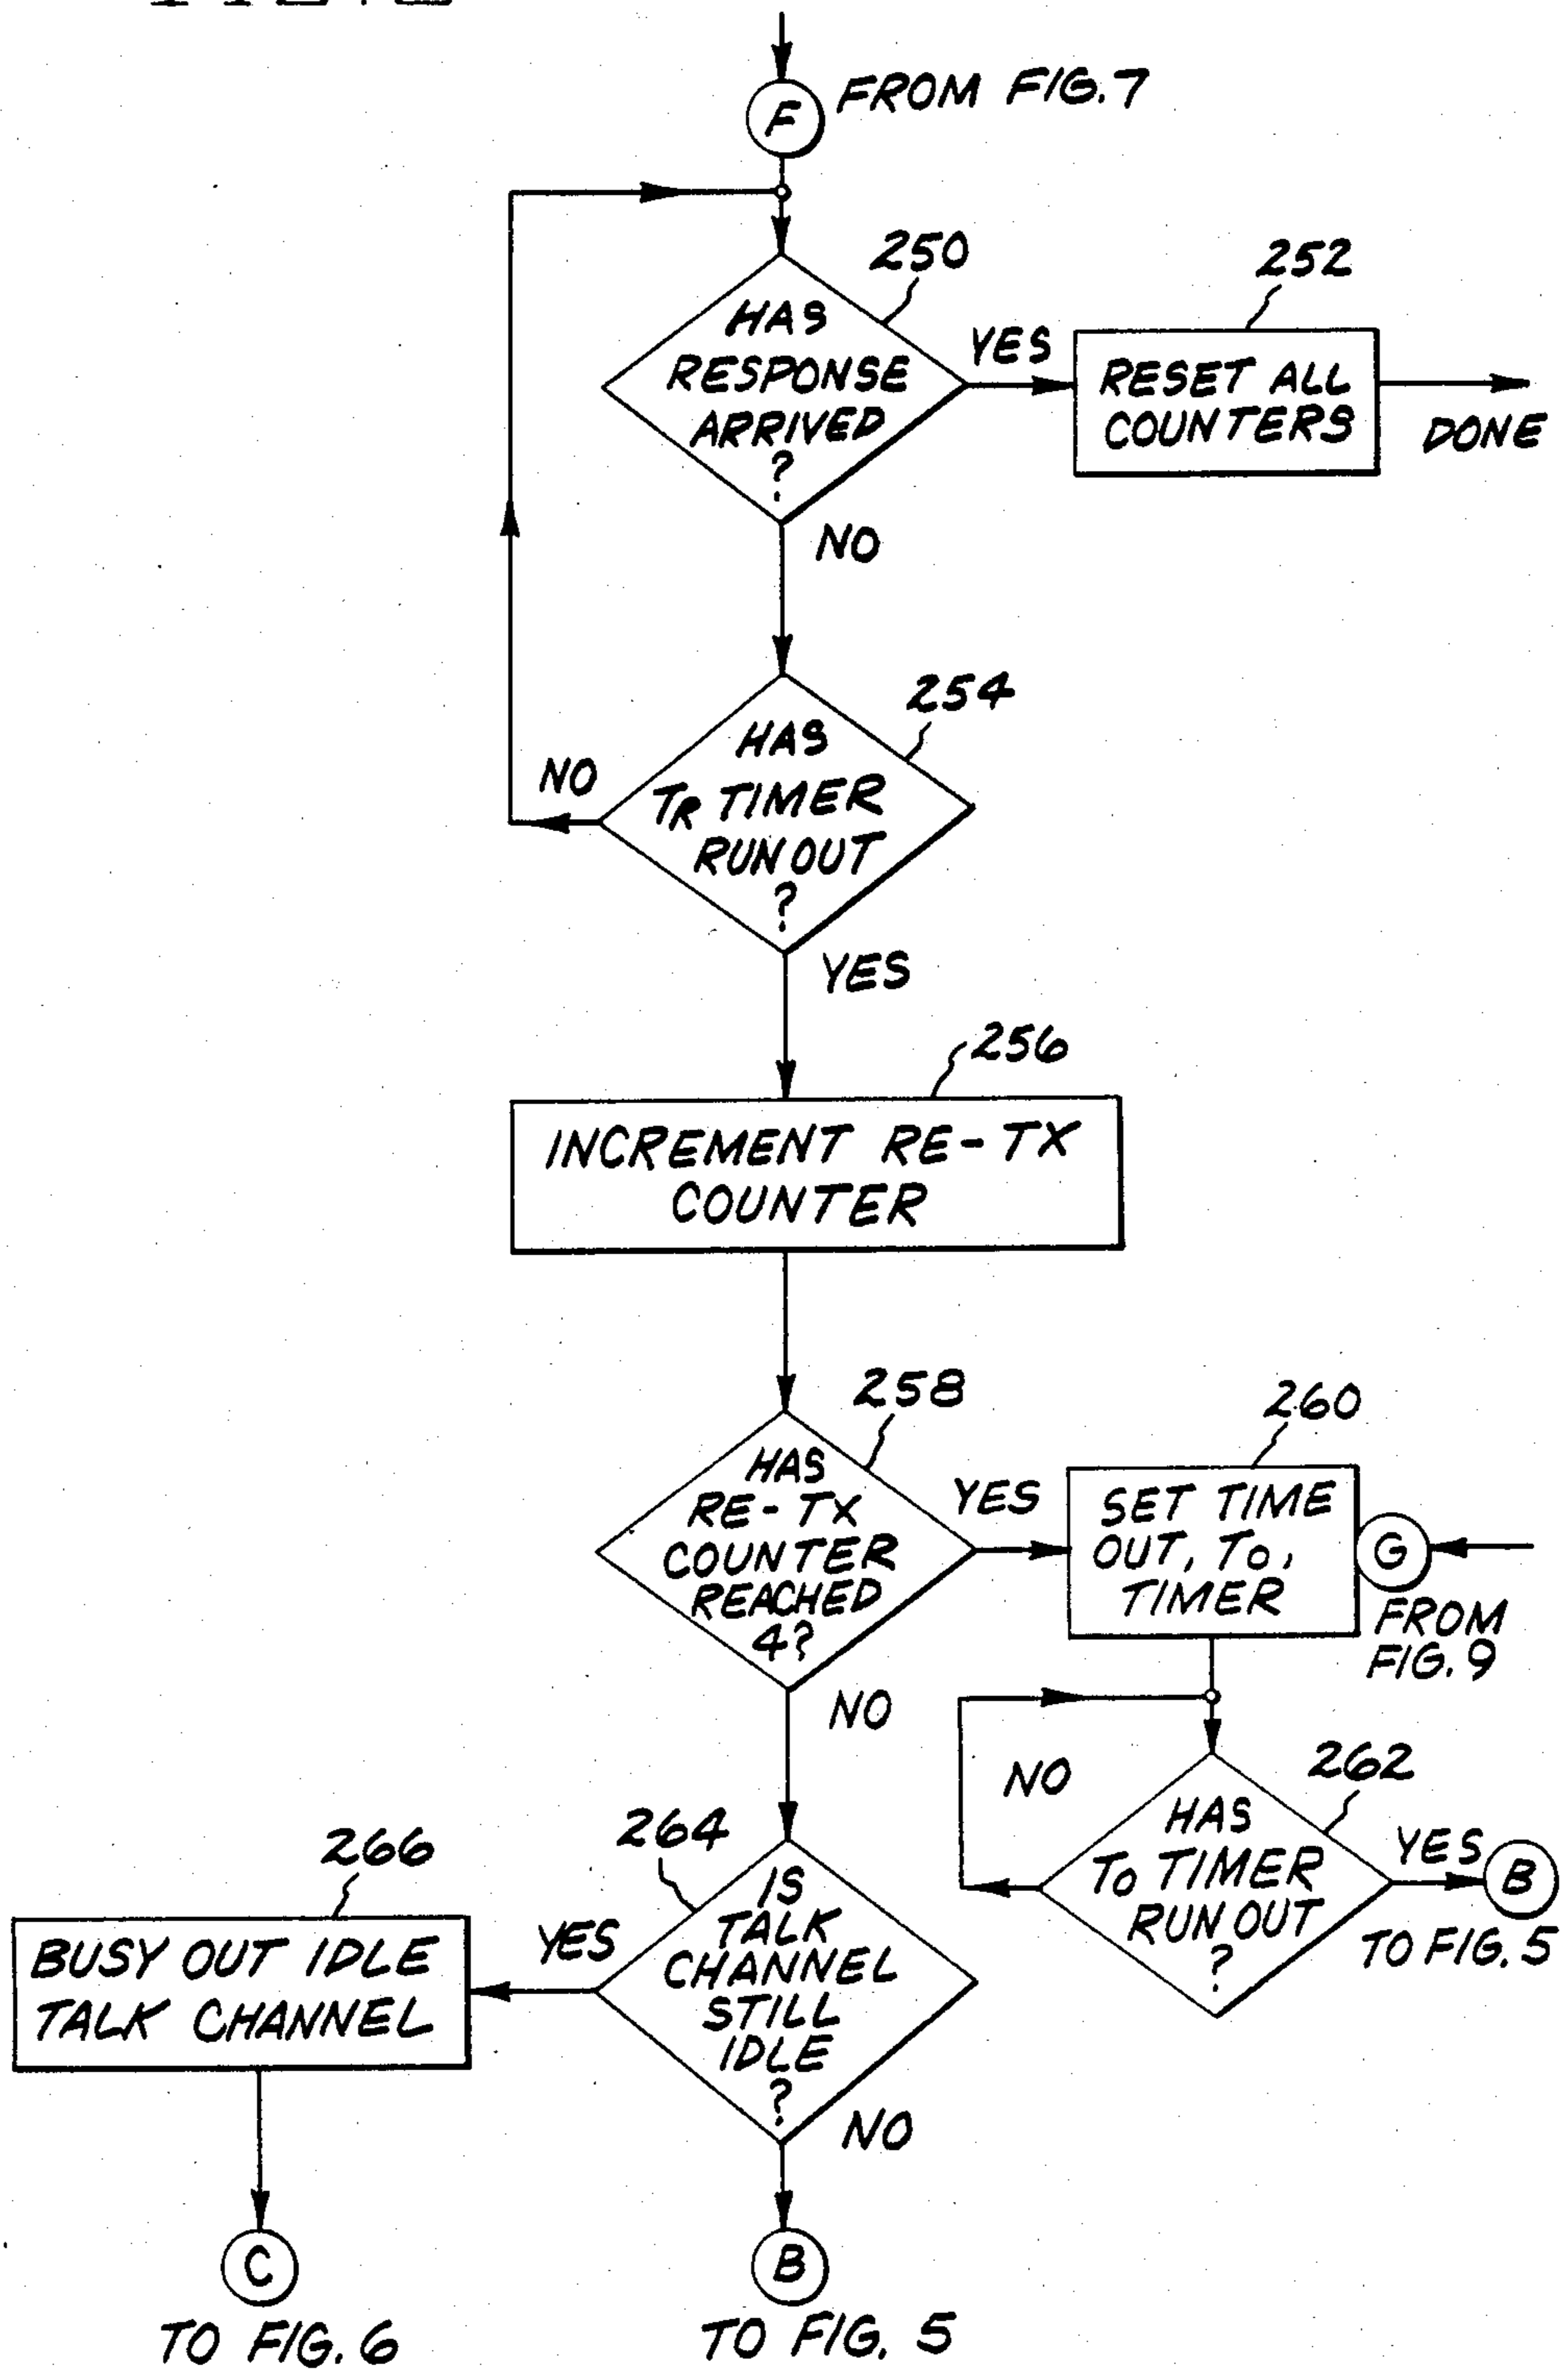 F FROM FIG. 7
250
252
HAS
RESPONSE
ARRIVED
?
YES
RESET ALL
COUNTERS
DONE
NO
254
HAS
TR TIMER
RUN OUT
?
NO
YES
256
INCREMENT RE-TX
COUNTER
258
260
HAS
RE-TX
COUNTER
REACHED
4?
YES
SET TIME
OUT, To,
TIMER
G
FROM
FIG. 9
NO
NO
262
HAS
To TIMER
RUN OUT
?
YES
B
TO FIG. 5
264
266
IS
TALK
CHANNEL
STILL
IDLE
?
YES
BUSY OUT IDLE
TALK CHANNEL
NO
C
B
TO FIG. 6
TO FIG. 5